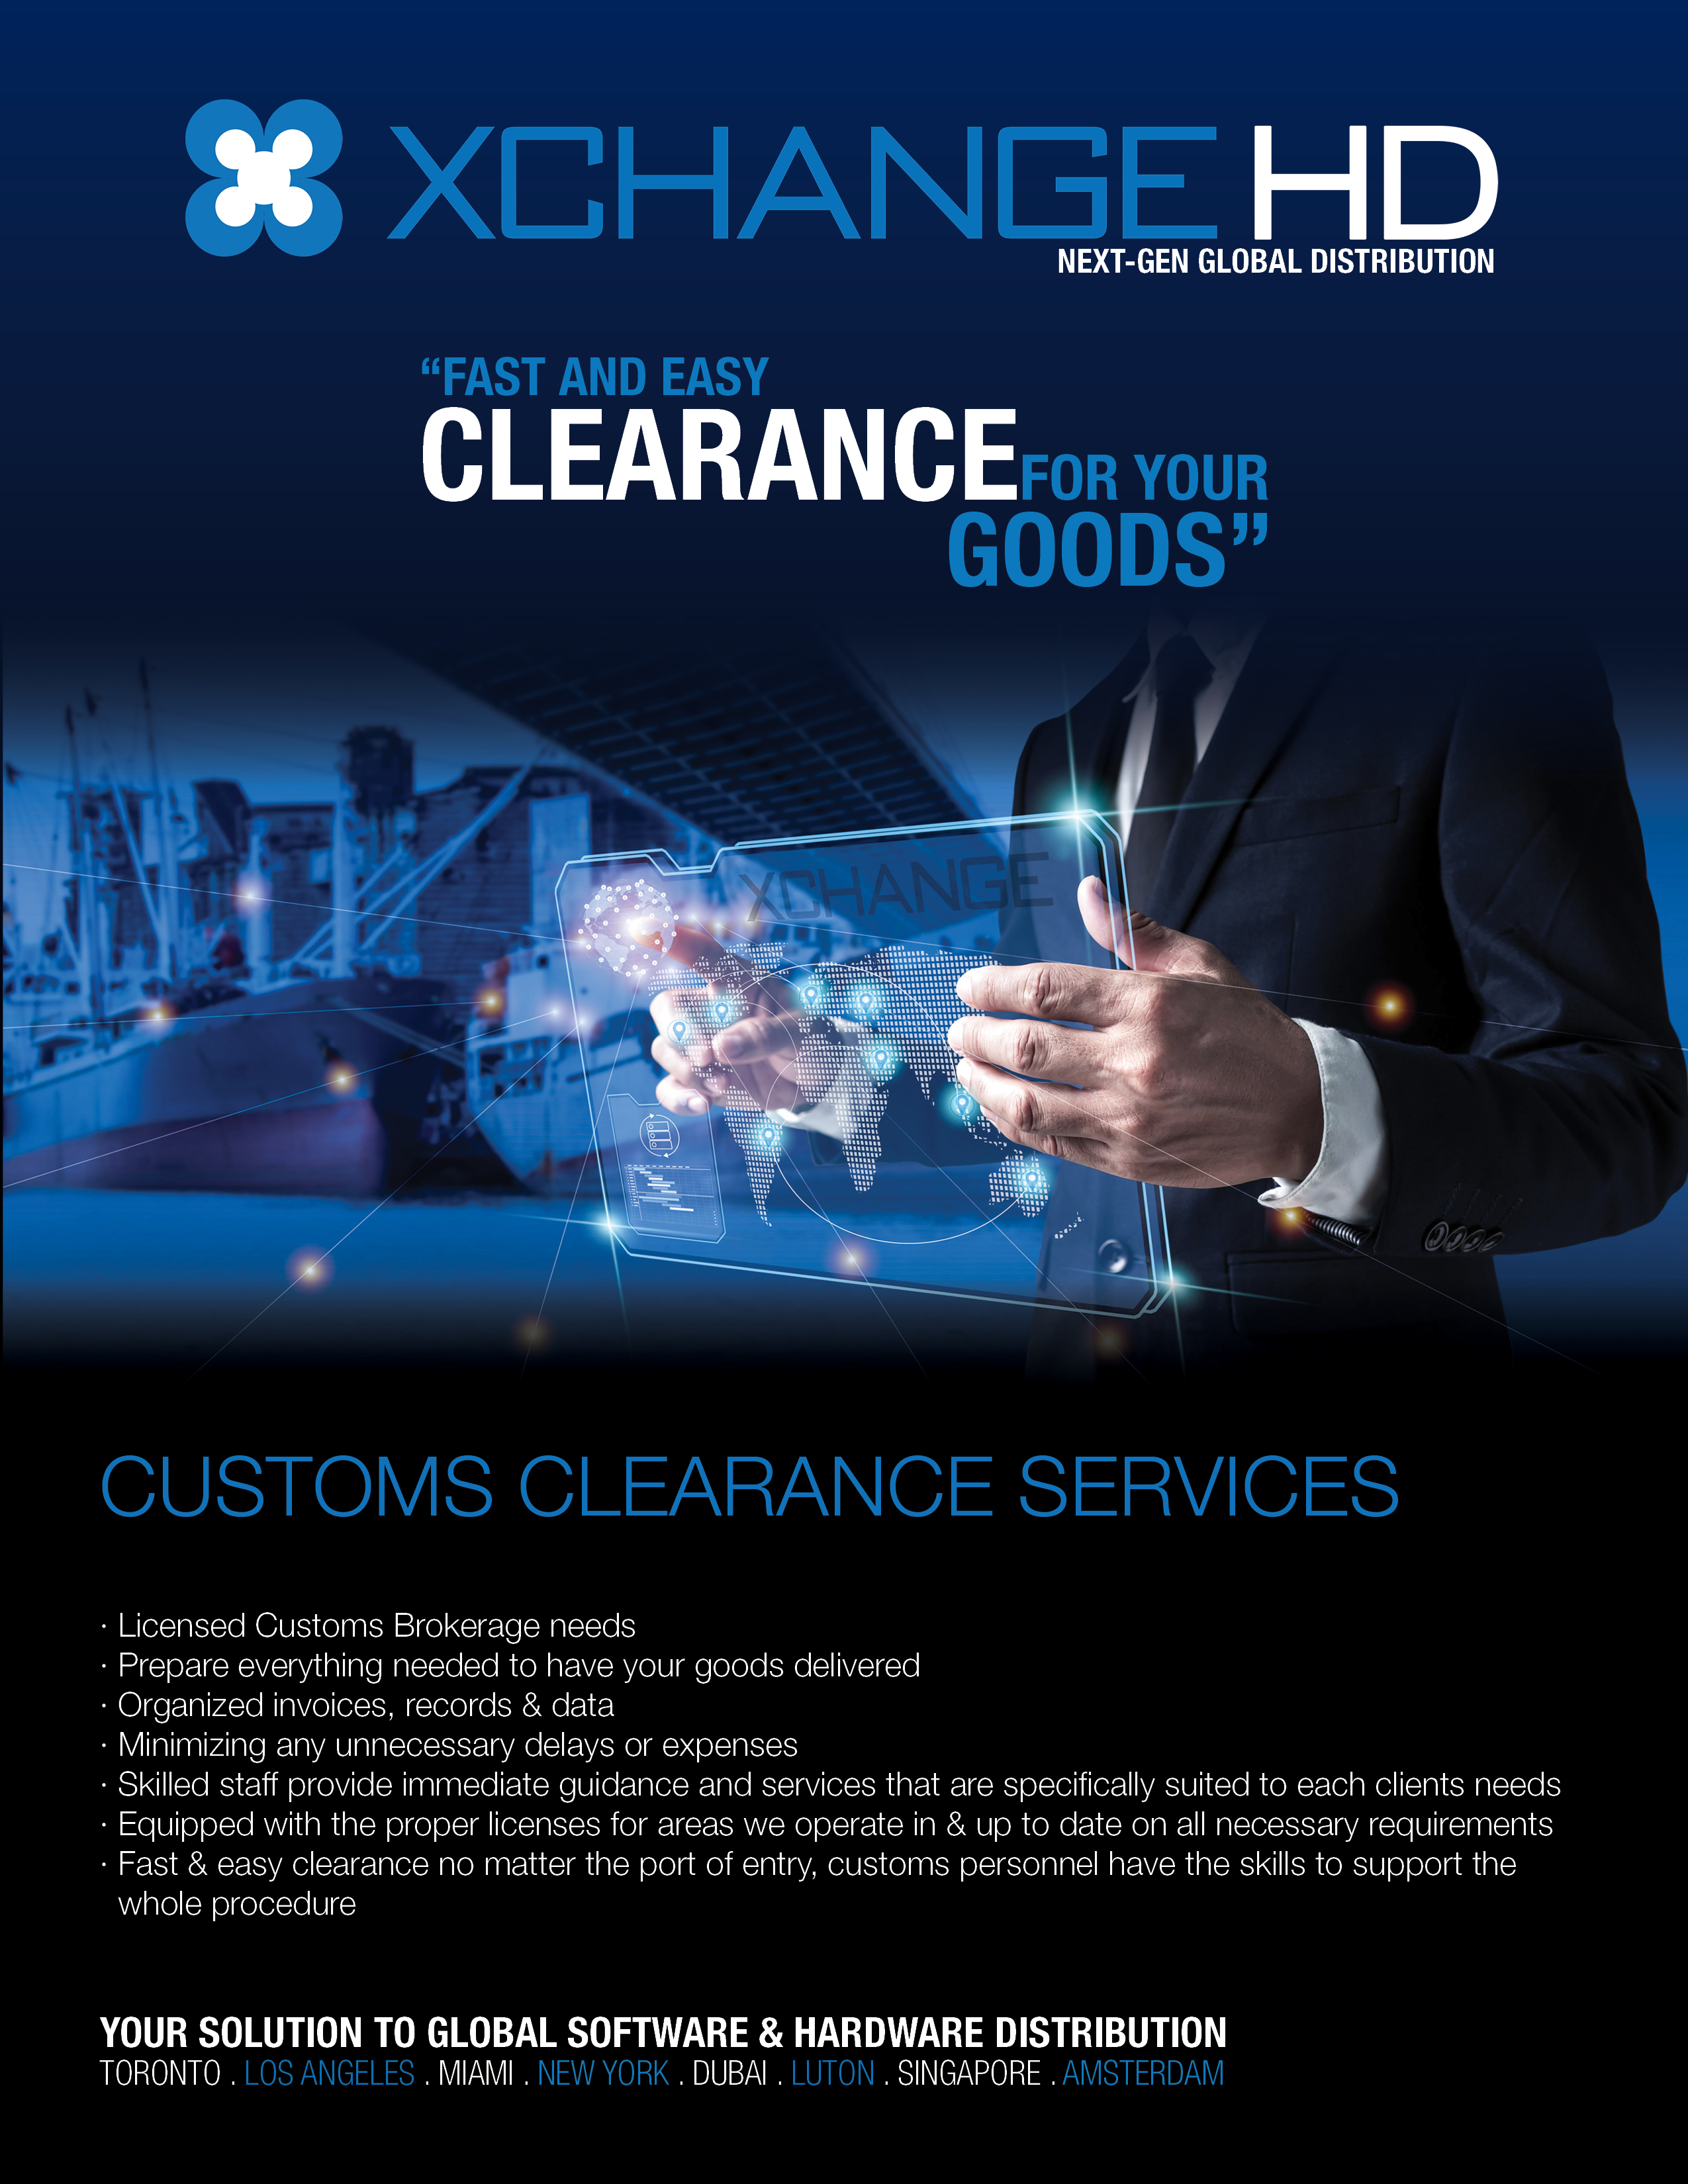 XCHANGE HD
NEXT-GEN GLOBAL DISTRIBUTION
“FAST AND EASY
CLEARANCE FOR YOUR
GOODS”
XCHANGE
CUSTOMS CLEARANCE SERVICES
· Licensed Customs Brokerage needs
· Prepare everything needed to have your goods delivered
· Organized invoices, records & data
· Minimizing any unnecessary delays or expenses
· Skilled staff provide immediate guidance and services that are specifically suited to each clients needs
· Equipped with the proper licenses for areas we operate in & up to date on all necessary requirements
· Fast & easy clearance no matter the port of entry, customs personnel have the skills to support the
whole procedure
YOUR SOLUTION TO GLOBAL SOFTWARE & HARDWARE DISTRIBUTION
TORONTO . LOS ANGELES . MIAMI . NEW YORK . DUBAI . LUTON . SINGAPORE . AMSTERDAM